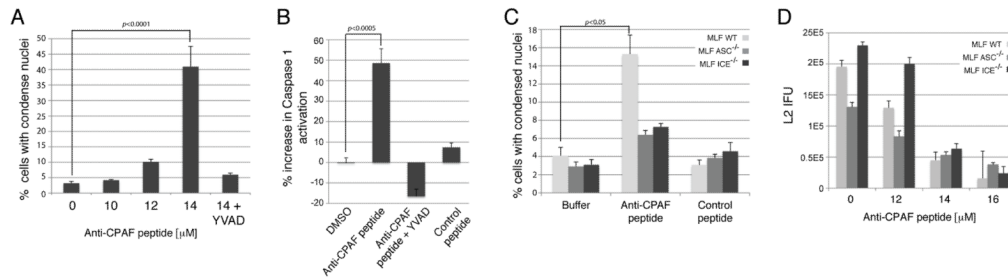 A
p<0.0001
% cells with condense nuclei
50
45
40
35
30
25
20
15
10
5
0
0 10 12 14 14 +
YVAD
Anti-CPAF peptide [µM]
B
p<0.0005
% increase in Caspase 1
activation
60
50
40
30
20
10
0
-10
-20
DMSO
Anti-CPAF peptide
Anti-CPAF
peptide + YVAD
Control
peptide
C
p<0.05
% cells with condensed nuclei
18
16
14
12
10
8
6
4
2
0
MLF WT
MLF ASC-/-
MLF ICE-/-
Buffer Anti-CPAF
peptide Control
peptide
D
L2 IFU
2E5
2E5
1E5
0.5E5
0
MLF WT
MLF ASC-/-
MLF ICE-/-
0 12 14 16
Anti-CPAF peptide [µM]